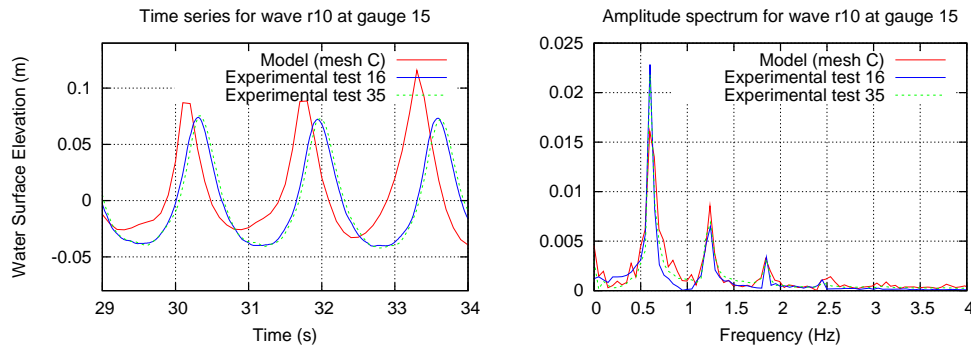 Time series for wave r10 at gauge 15
Model (mesh C)
Experimental test 16
Experimental test 35
Water Surface Elevation (m)
0.1
0.05
0
-0.05
29 30 31 32 33 34
Time (s)
Amplitude spectrum for wave r10 at gauge 15
Model (mesh C)
Experimental test 16
Experimental test 35
0.025
0.02
0.015
0.01
0.005
0
0 0.5 1 1.5 2 2.5 3 3.5 4
Frequency (Hz)